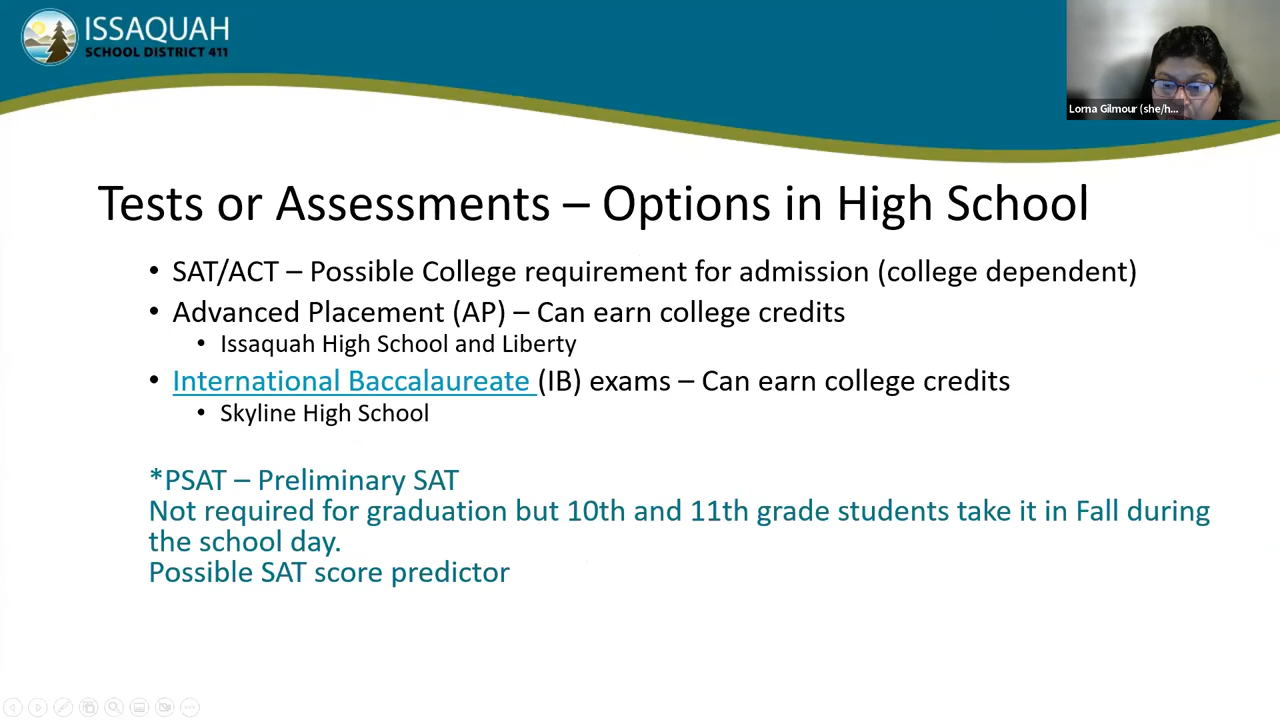 ISSAQUAH
SCHOOL DISTRICT 411
Lorna Gilmour (she/h...
Tests or Assessments – Options in High School
• SAT/ACT – Possible College requirement for admission (college dependent)
• Advanced Placement (AP) – Can earn college credits
• Issaquah High School and Liberty
• International Baccalaureate (IB) exams – Can earn college credits
• Skyline High School
*PSAT – Preliminary SAT
Not required for graduation but 10th and 11th grade students take it in Fall during
the school day.
Possible SAT score predictor